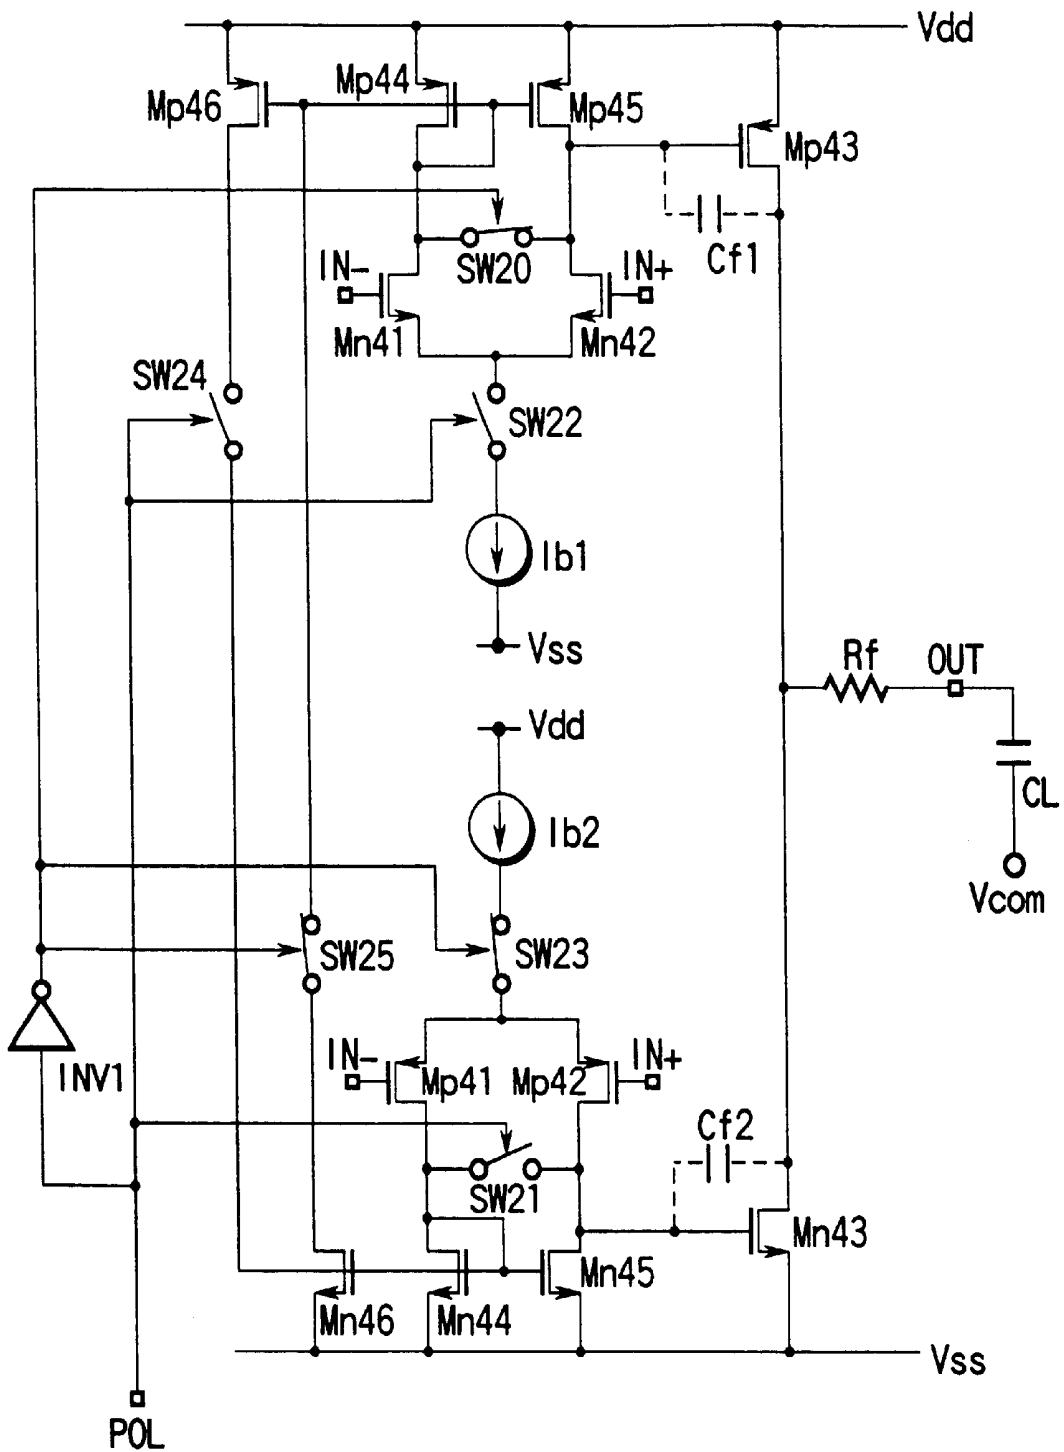 Vdd
Mp46
Mp44
Mp45
Mp43
Cf1
IN-
SW20
IN+
Mn41
Mn42
SW24
SW22
Ib1
Vss
Rf
OUT
Vdd
Ib2
CL
Vcom
SW25
SW23
INV1
IN-
Mp41
Mp42
IN+
Cf2
SW21
Mn43
Mn45
Mn46
Mn44
Vss
POL